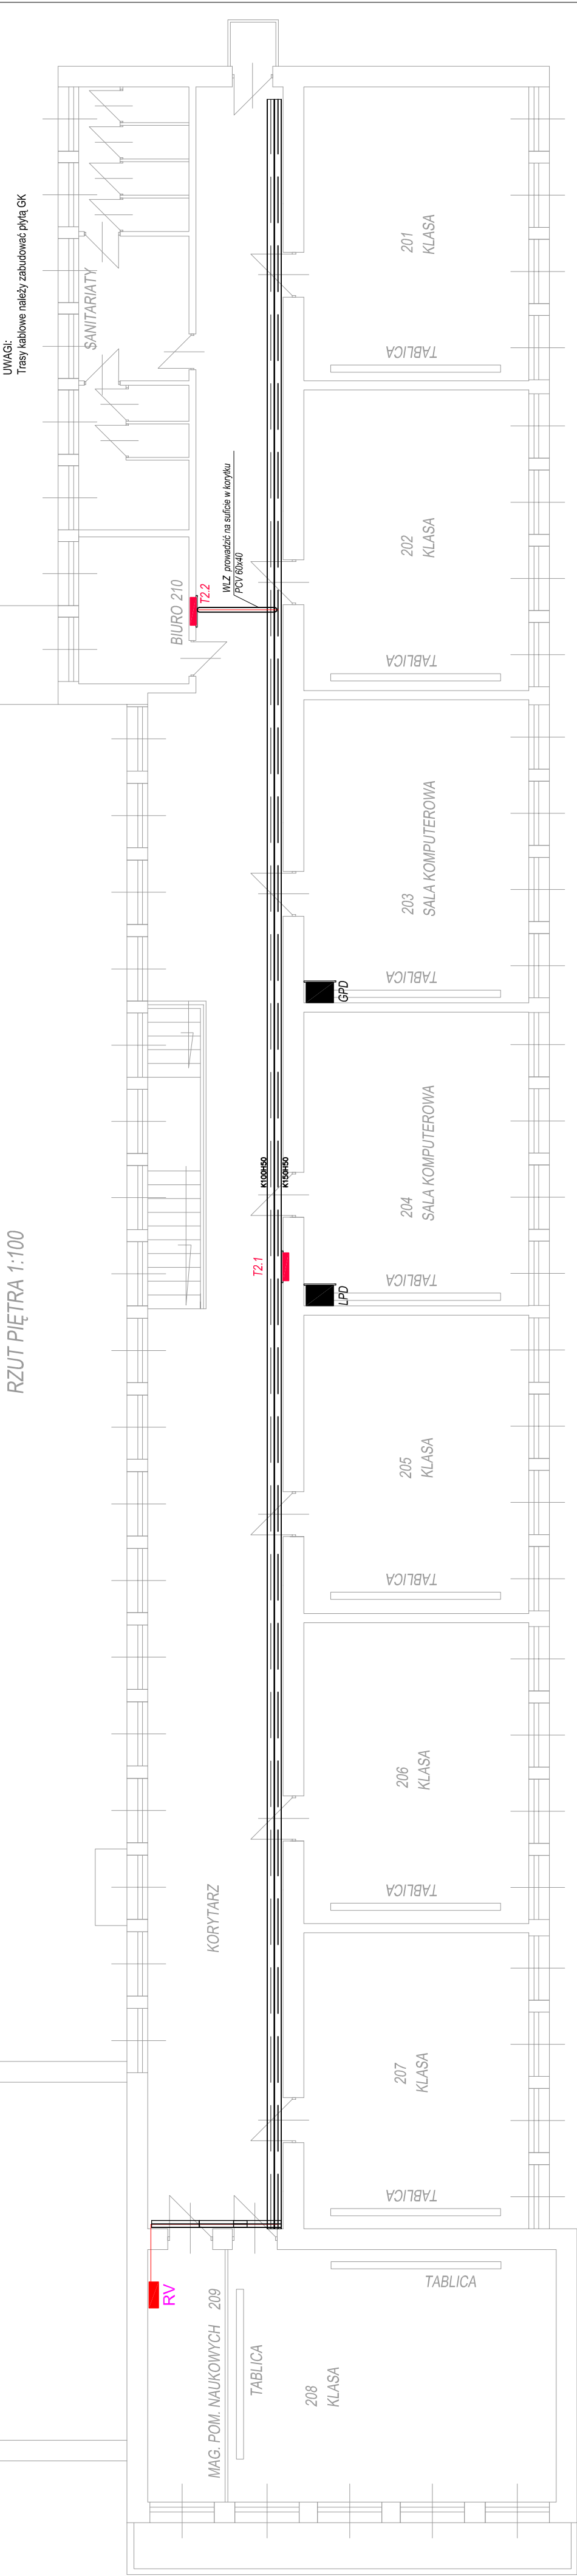 RZUT PIĘTRA 1:100
UWAGI:
Trasy kablowe należy zabudować płytą GK
SANITARIATY
BIURO 210
T2.2
WLZ prowadzić na suficie w korytku
PCV 60x40
201
KLASA
TABLICA
202
KLASA
TABLICA
203
SALA KOMPUTEROWA
TABLICA
GPD
K100H50
K150H50
T2.1
204
SALA KOMPUTEROWA
TABLICA
LPD
205
KLASA
TABLICA
206
KLASA
TABLICA
KORYTARZ
207
KLASA
TABLICA
RV
MAG. POM. NAUKOWYCH 209
TABLICA
208
KLASA
TABLICA